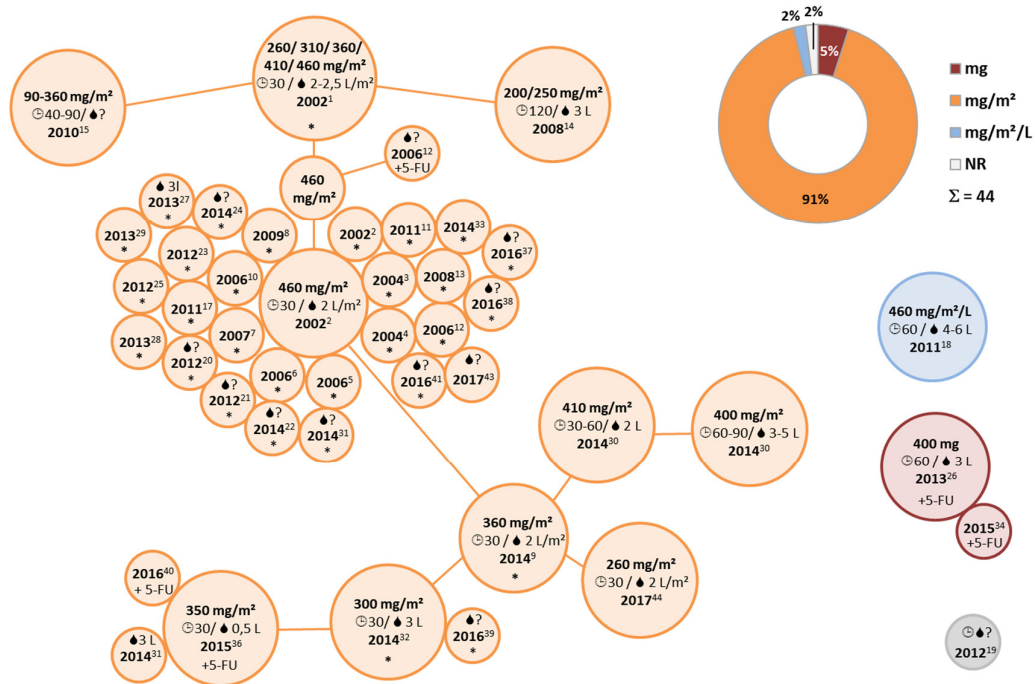 260/ 310/ 360/
410/ 460 mg/m²
30 / 2-2,5 L/m²
2002¹
*
90-360 mg/m²
40-90/ ?
2010¹⁵
200/250 mg/m²
120/ 3 L
2008¹⁴
?
2006¹²
+5-FU
460
mg/m²
3l
2013²⁷
*
?
2014²⁴
*
2013²⁹
*
2012²³
*
2009⁸
*
2012²⁵
*
2006¹⁰
*
2011¹⁷
*
2013²⁸
*
2007⁷
*
?
2012²⁰
*
?
2012²¹
*
2006⁶
*
2006⁵
*
?
2014²²
*
?
2014³¹
*
460 mg/m²
30 / 2 L/m²
2002²
2002²
*
2011¹¹
*
2014³³
*
?
2016³⁷
*
2004³
*
2008¹³
*
?
2016³⁸
*
2004⁴
*
2006¹²
*
?
2016⁴¹
*
?
2017⁴³
410 mg/m²
30-60/ 2 L
2014³⁰
400 mg/m²
60-90/ 3-5 L
2014³⁰
360 mg/m²
30 / 2 L/m²
2014⁹
*
260 mg/m²
30 / 2 L/m²
2017⁴⁴
300 mg/m²
30/ 3 L
2014³²
*
?
2016³⁹
*
350 mg/m²
30/ 0,5 L
2015³⁶
+5-FU
2016⁴⁰
+ 5-FU
3 L
2014³¹
2% 2%
5%
91%
mg
mg/m²
mg/m²/L
NR
Σ = 44
460 mg/m²/L
60 / 4-6 L
2011¹⁸
400 mg
60 / 3 L
2013²⁶
+5-FU
2015³⁴
+5-FU
?
2012¹⁹